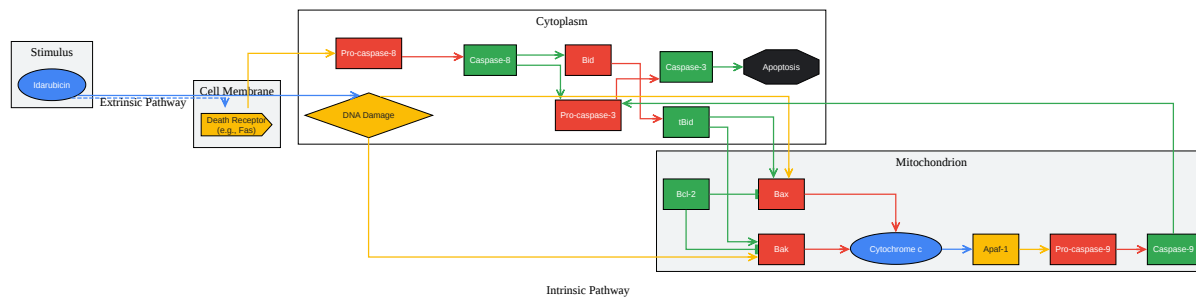 Cytoplasm
Stimulus
Idarubicin
Extrinsic Pathway
Cell Membrane
Death Receptor
(e.g., Fas)
Pro-caspase-8
Caspase-8
Bid
Caspase-3
Apoptosis
DNA Damage
Pro-caspase-3
tBid
Mitochondrion
Bcl-2
Bax
Bak
Cytochrome c
Apaf-1
Pro-caspase-9
Caspase-9
Intrinsic Pathway